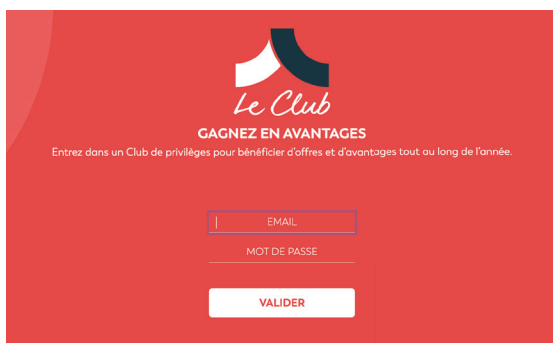 Le Club
GAGNEZ EN AVANTAGES
Entrez dans un Club de privilèges pour bénéficier d'offres et d'avantages tout au long de l'année.
EMAIL
MOT DE PASSE
VALIDER